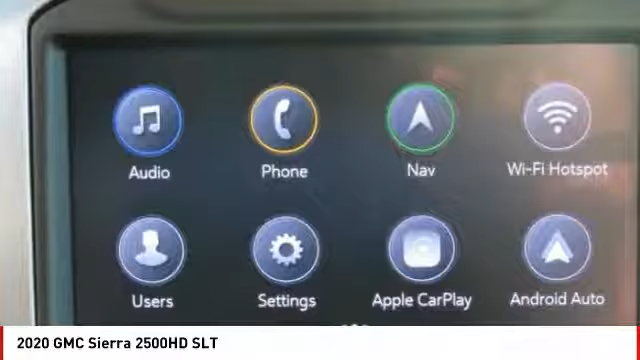 Audio Phone Nav Wi-Fi Hotspot
Users Settings Apple CarPlay Android Auto
2020 GMC Sierra 2500HD SLT